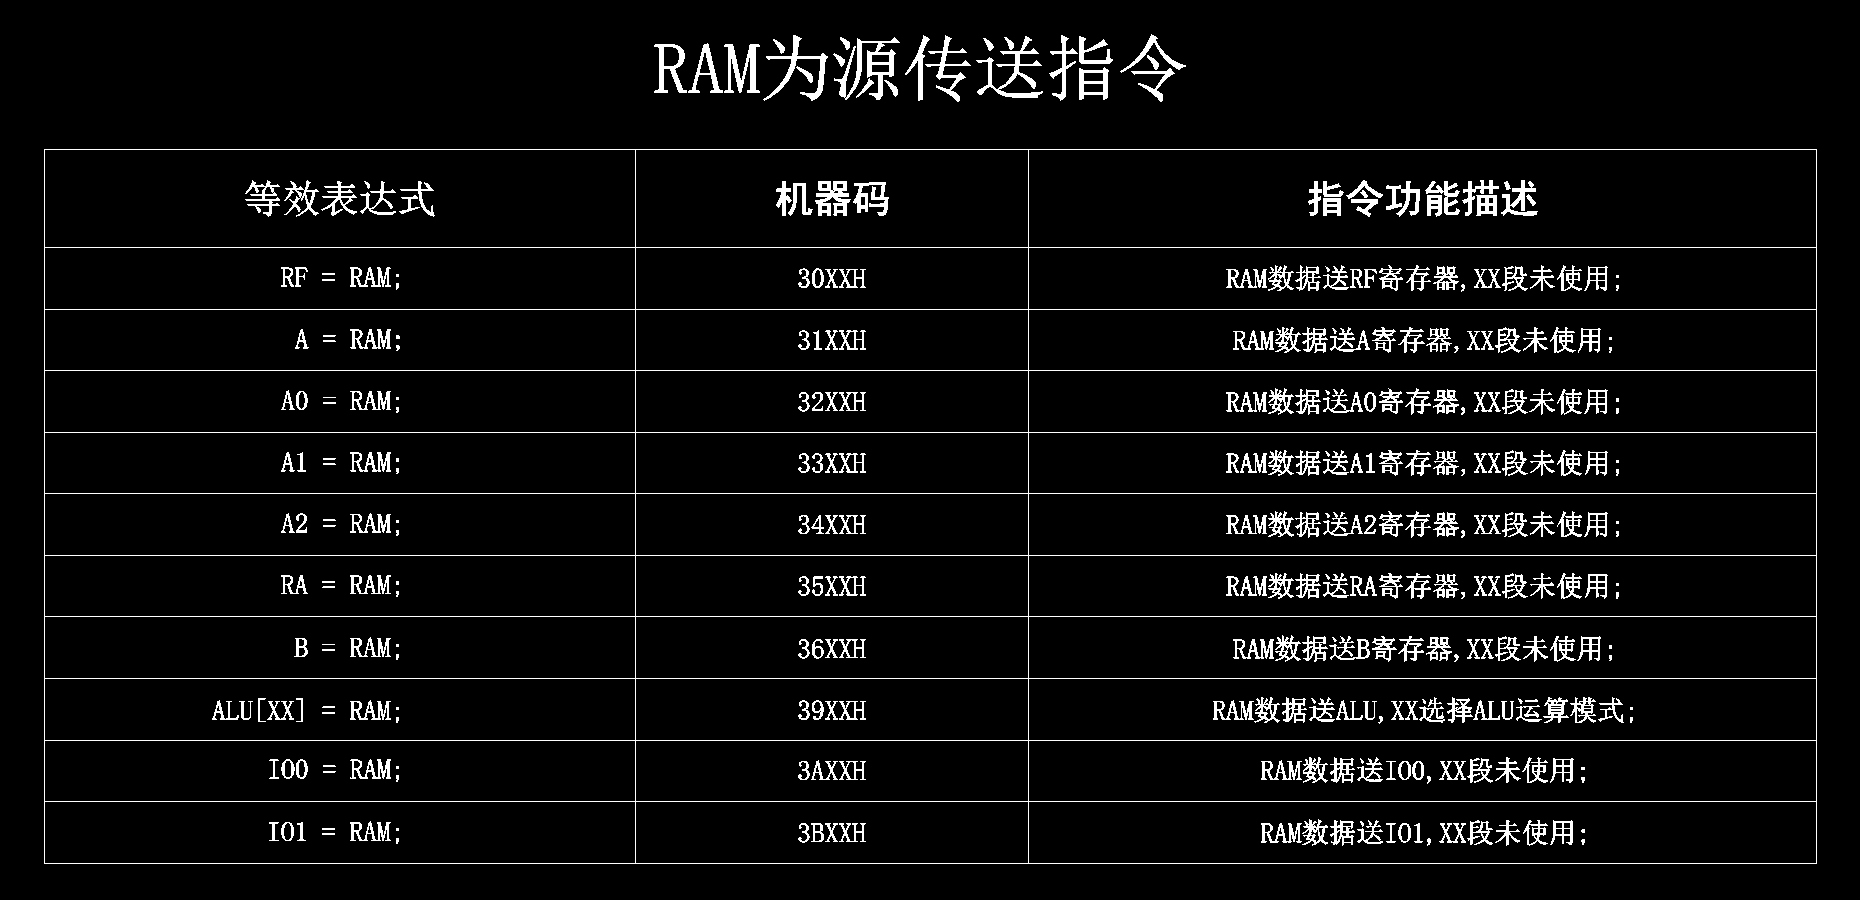 RAM为源传送指令
等效表达式 机器码 指令功能描述
RF = RAM; 30XXH RAM数据送RF寄存器,XX段未使用;
A = RAM; 31XXH RAM数据送A寄存器,XX段未使用;
A0 = RAM; 32XXH RAM数据送A0寄存器,XX段未使用;
A1 = RAM; 33XXH RAM数据送A1寄存器,XX段未使用;
A2 = RAM; 34XXH RAM数据送A2寄存器,XX段未使用;
RA = RAM; 35XXH RAM数据送RA寄存器,XX段未使用;
B = RAM; 36XXH RAM数据送B寄存器,XX段未使用;
ALU[XX] = RAM; 39XXH RAM数据送ALU,XX选择ALU运算模式;
IO0 = RAM; 3AXXH RAM数据送IO0,XX段未使用;
IO1 = RAM; 3BXXH RAM数据送IO1,XX段未使用;